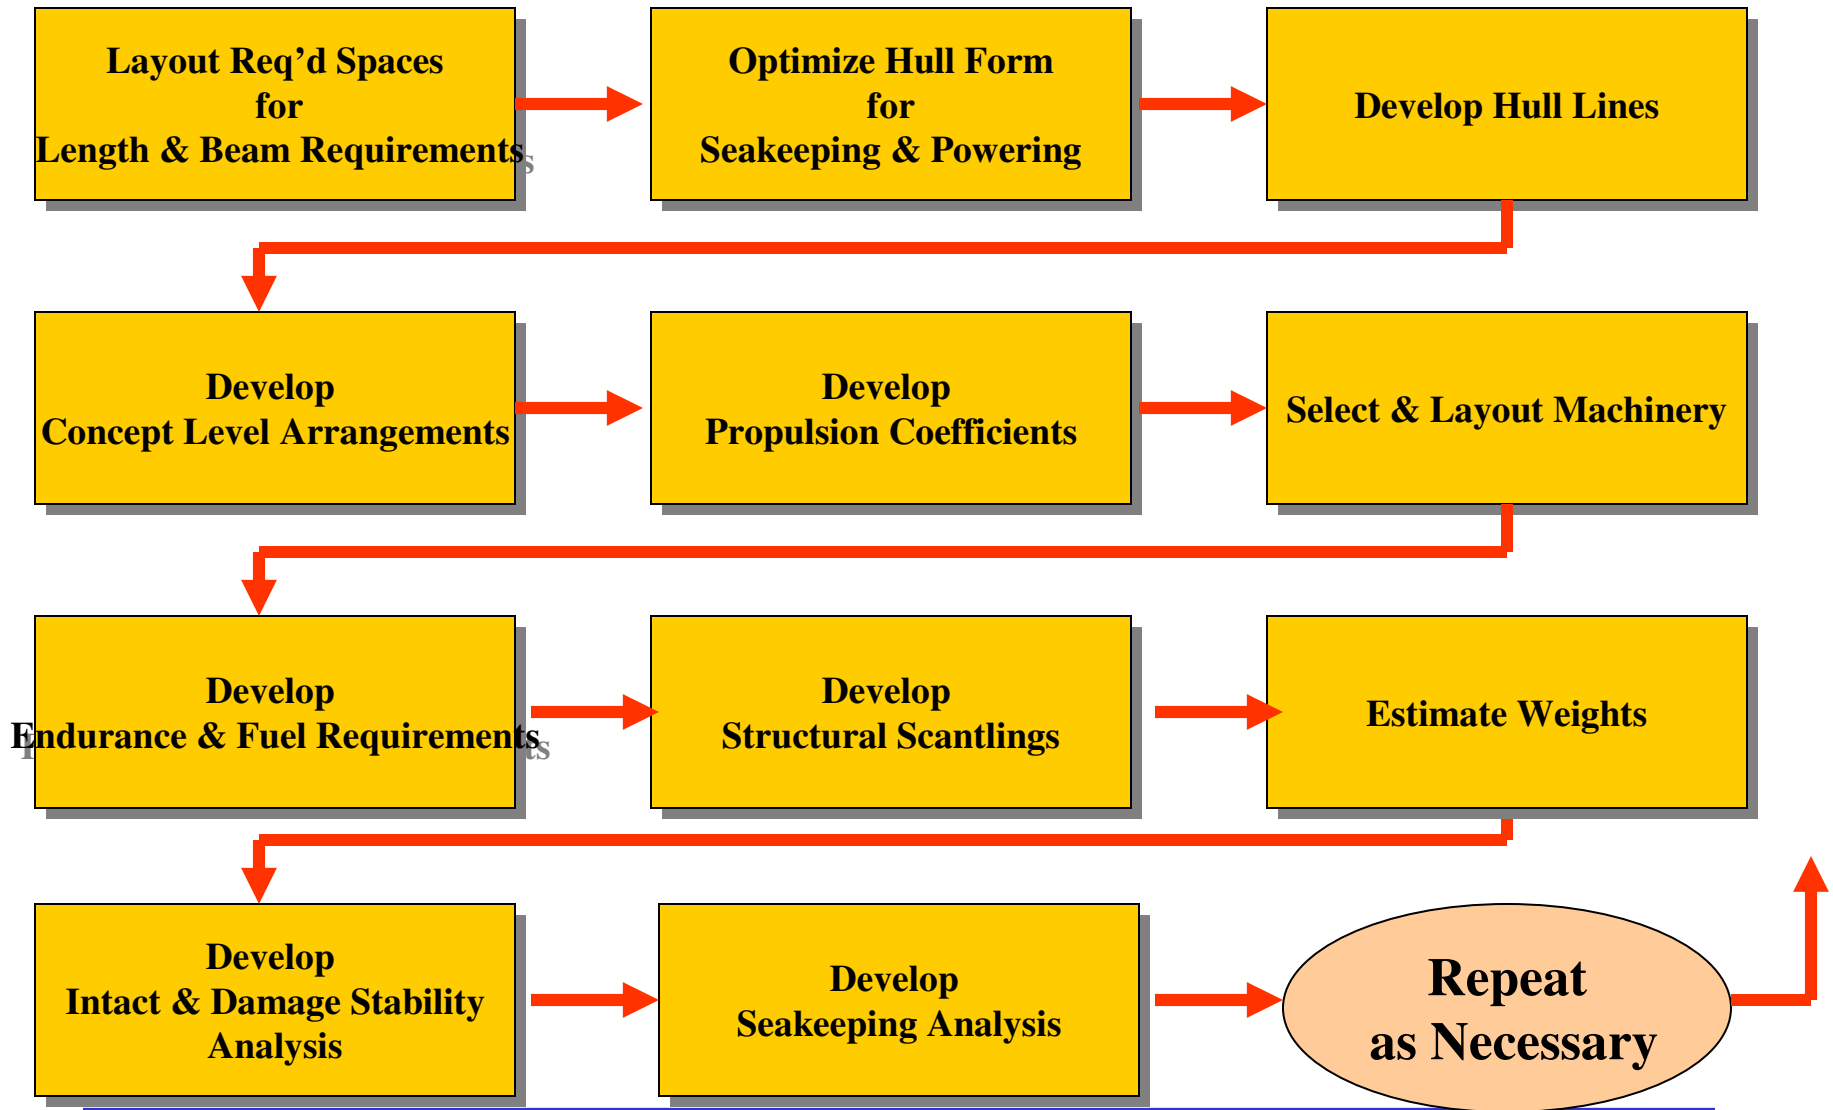 Layout Req’d Spaces
for
Length & Beam Requirements
Optimize Hull Form
for
Seakeeping & Powering
Develop Hull Lines
Develop
Concept Level Arrangements
Develop
Propulsion Coefficients
Select & Layout Machinery
Develop
Endurance & Fuel Requirements
Develop
Structural Scantlings
Estimate Weights
Develop
Intact & Damage Stability
Analysis
Develop
Seakeeping Analysis
Repeat
as Necessary